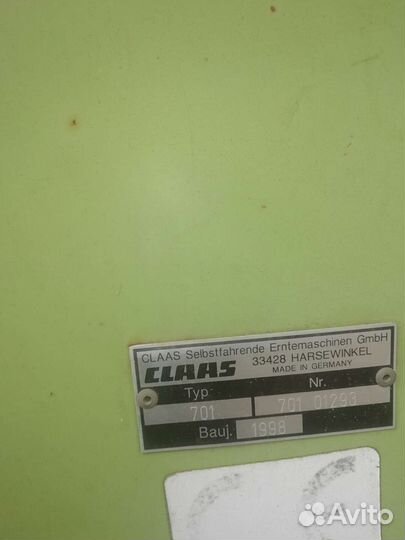 CLAAS Selbstfahrende Erntemaschinen GmbH
33428 HARSEWINKEL
CLAAS MADE IN GERMANY
Typ Nr.
701 701 01293
Bauj. 1998
Avito